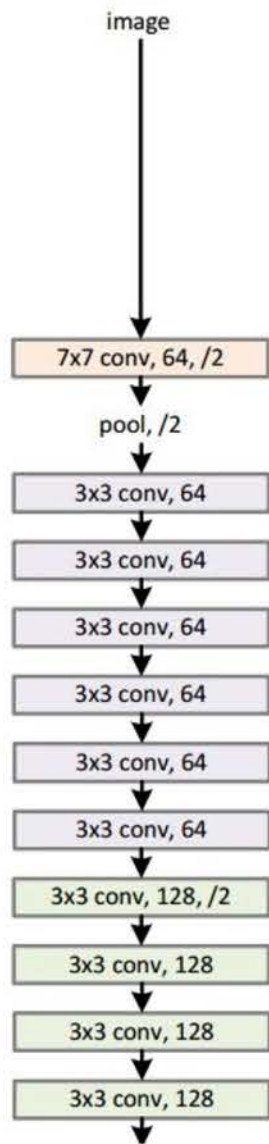 image
7x7 conv, 64, /2
pool, /2
3x3 conv, 64
3x3 conv, 64
3x3 conv, 64
3x3 conv, 64
3x3 conv, 64
3x3 conv, 64
3x3 conv, 128, /2
3x3 conv, 128
3x3 conv, 128
3x3 conv, 128